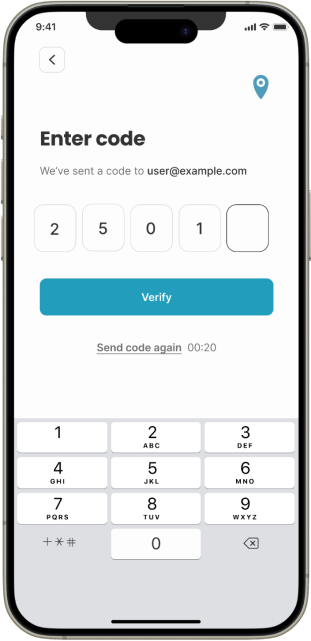 9:41
Enter code
We've sent a code to user@example.com
2 5 0 1
Verify
Send code again 00:20
1 2 3
ABC DEF
4 5 6
GHI JKL MNO
7 8 9
PQRS TUV WXYZ
+*# 0